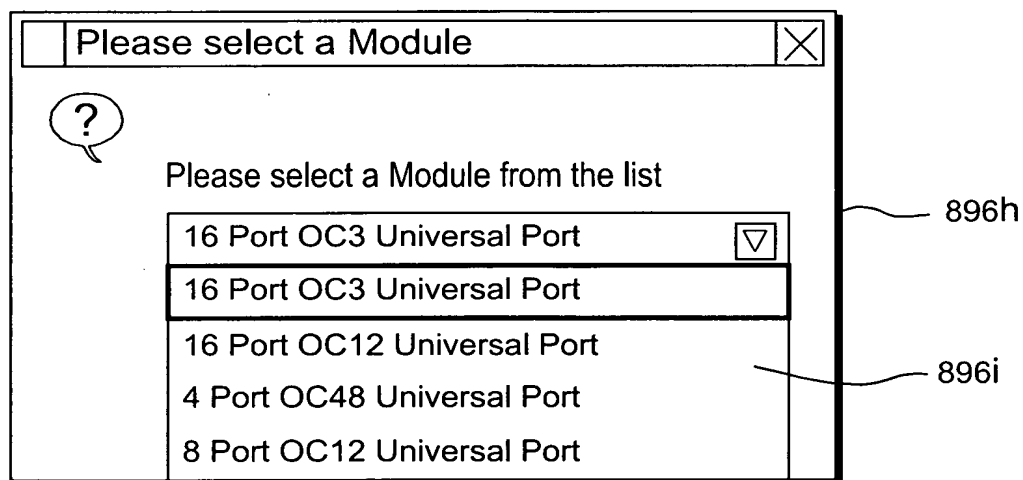 Please select a Module
?
Please select a Module from the list
896h
16 Port OC3 Universal Port
16 Port OC3 Universal Port
16 Port OC12 Universal Port
896i
4 Port OC48 Universal Port
8 Port OC12 Universal Port